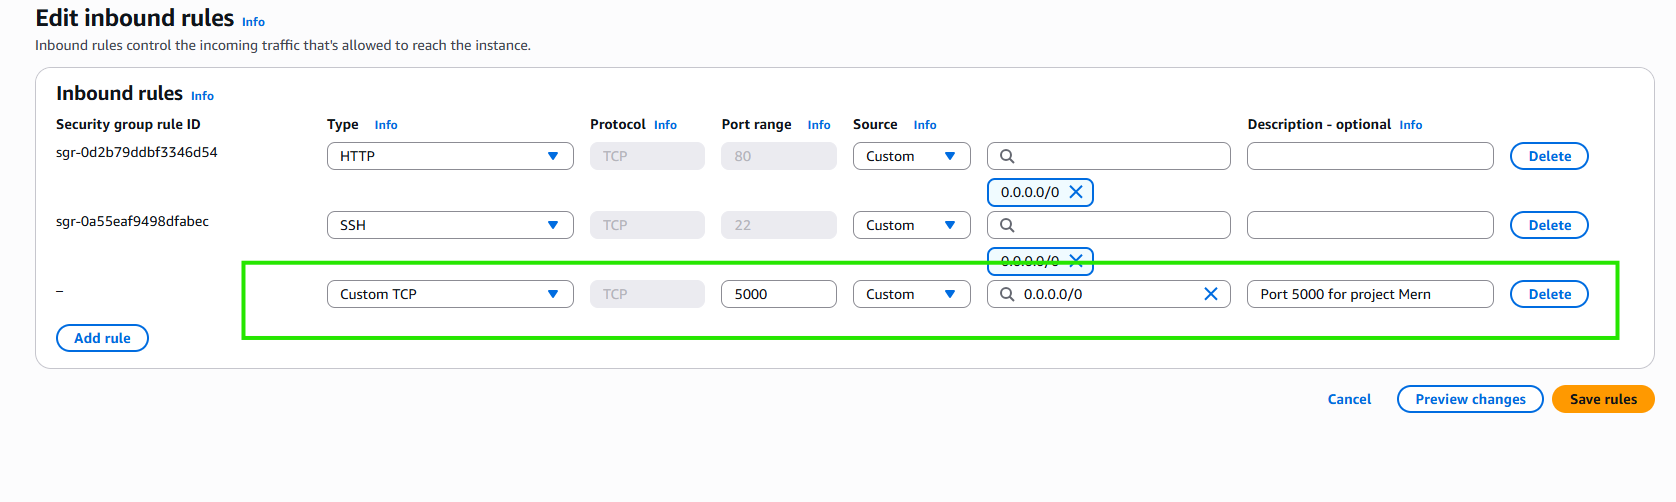 Edit inbound rules Info
Inbound rules control the incoming traffic that's allowed to reach the instance.
Inbound rules Info
Security group rule ID Type Info Protocol Info Port range Info Source Info Description - optional Info
sgr-0d2b79ddbf3346d54 HTTP TCP 80 Custom Delete
0.0.0.0/0
sgr-0a55eaf9498dfabec SSH TCP 22 Custom Delete
0.0.0.0/0
– Custom TCP TCP 5000 Custom 0.0.0.0/0 Port 5000 for project Mern Delete
Add rule
Cancel Preview changes Save rules